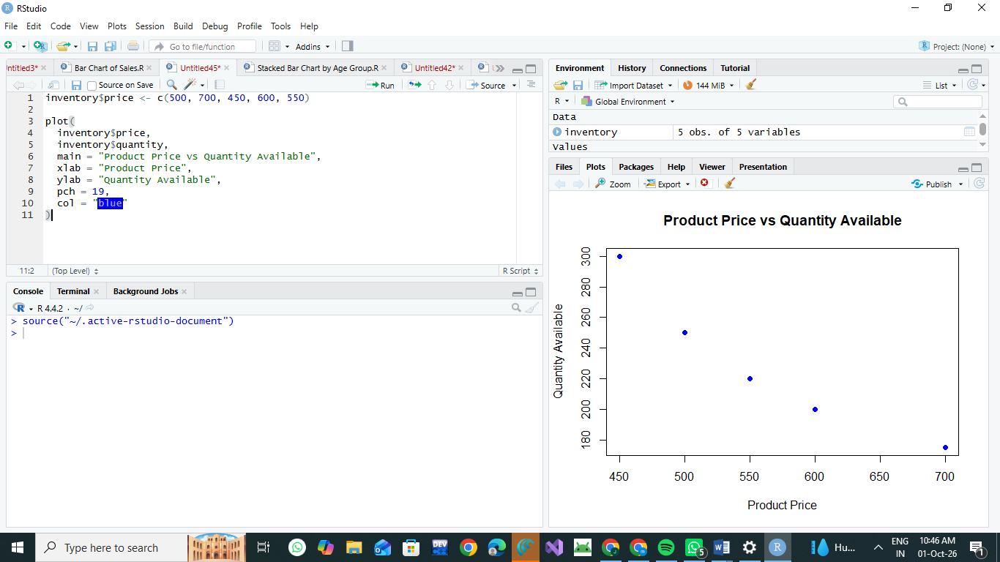 RStudio
File Edit Code View Plots Session Build Debug Profile Tools Help
Go to file/function Addins Project: (None)
Untitled3* Bar Chart of Sales.R Untitled45* Stacked Bar Chart by Age Group.R Untitled42*
Source on Save Run Source
1 inventory$price <- c(500, 700, 450, 600, 550)
2
3 plot(
4 inventory$price,
5 inventory$quantity,
6 main = "Product Price vs Quantity Available",
7 xlab = "Product Price",
8 ylab = "Quantity Available",
9 pch = 19,
10 col = "blue"
11 )
11:2 (Top Level) R Script
Console Terminal Background Jobs
R 4.4.2 · ~/
> source("~/.active-rstudio-document")
>
Environment History Connections Tutorial
Import Dataset 144 MiB List
R Global Environment
Data
inventory 5 obs. of 5 variables
Values
Files Plots Packages Help Viewer Presentation
Zoom Export Publish
Product Price vs Quantity Available
Quantity Available
300
280
260
240
220
200
180
450 500 550 600 650 700
Product Price
Type here to search
DEV
5
Hu...
ENG
IN
10:46 AM
01-Oct-26
1